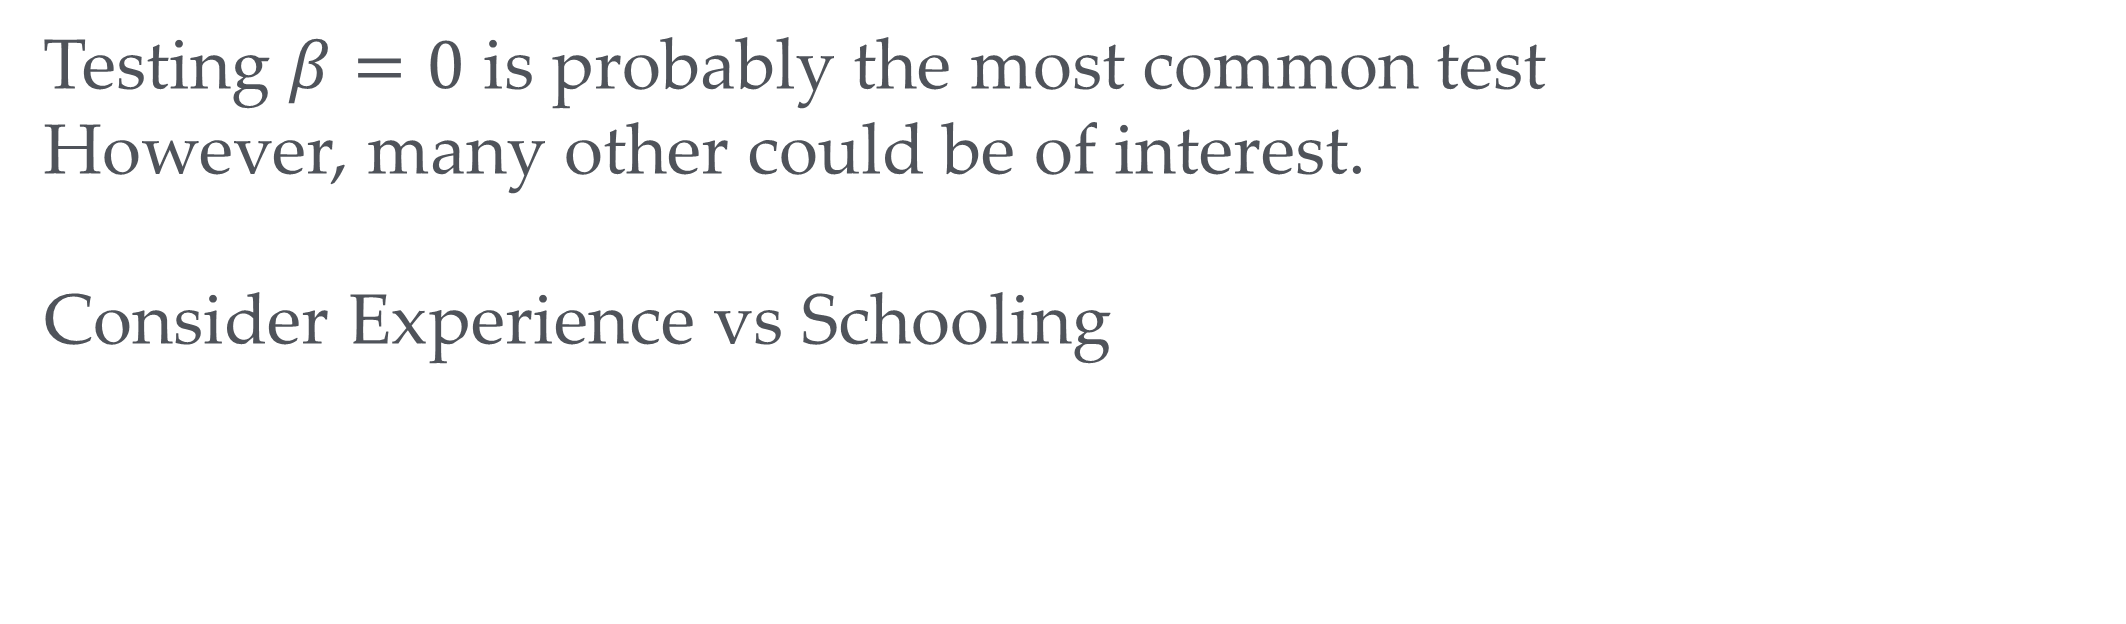 Testing β = 0 is probably the most common test
However, many other could be of interest.
Consider Experience vs Schooling